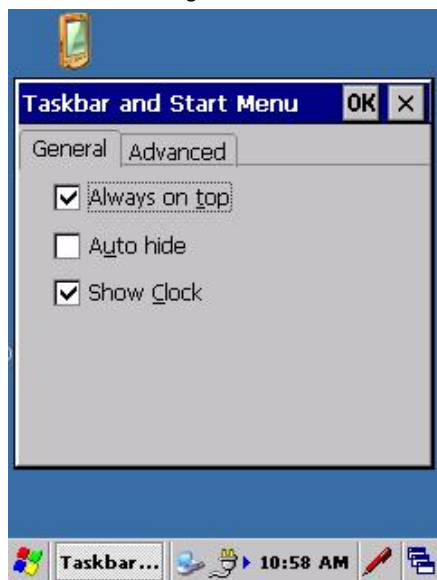 Taskbar and Start Menu OK ×
General Advanced
Always on top
Auto hide
Show Clock
Taskbar... 10:58 AM